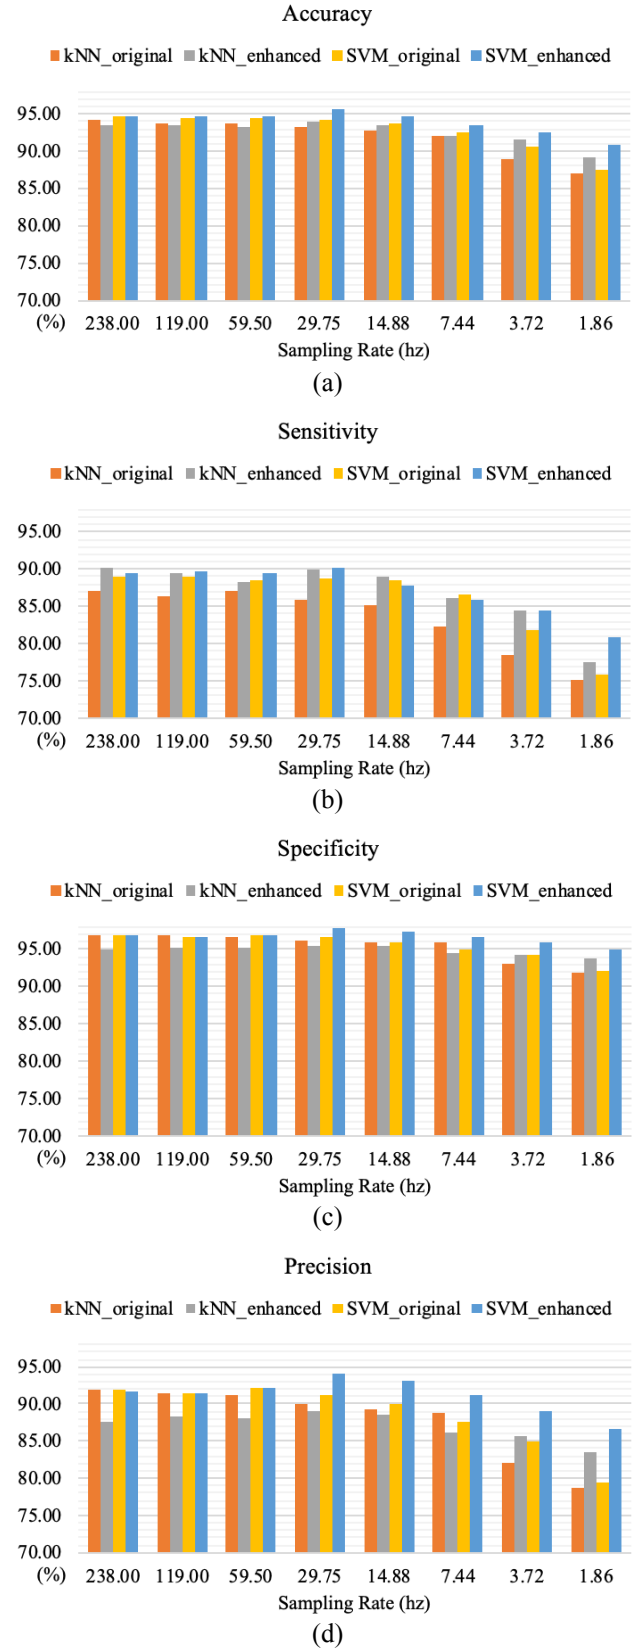 Accuracy
kNN_original kNN_enhanced SVM_original SVM_enhanced
95.00
90.00
85.00
80.00
75.00
70.00
(%) 238.00 119.00 59.50 29.75 14.88 7.44 3.72 1.86
Sampling Rate (hz)
(a)
Sensitivity
kNN_original kNN_enhanced SVM_original SVM_enhanced
95.00
90.00
85.00
80.00
75.00
70.00
(%) 238.00 119.00 59.50 29.75 14.88 7.44 3.72 1.86
Sampling Rate (hz)
(b)
Specificity
kNN_original kNN_enhanced SVM_original SVM_enhanced
95.00
90.00
85.00
80.00
75.00
70.00
(%) 238.00 119.00 59.50 29.75 14.88 7.44 3.72 1.86
Sampling Rate (hz)
(c)
Precision
kNN_original kNN_enhanced SVM_original SVM_enhanced
95.00
90.00
85.00
80.00
75.00
70.00
(%) 238.00 119.00 59.50 29.75 14.88 7.44 3.72 1.86
Sampling Rate (hz)
(d)